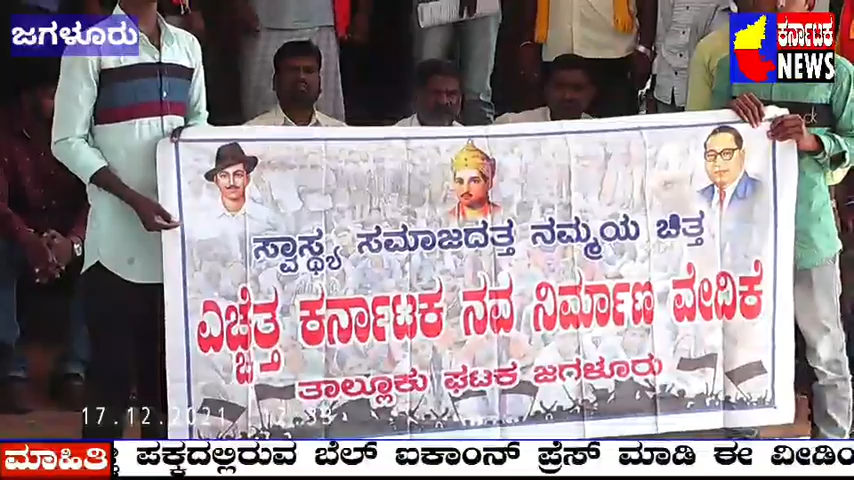 ಜಗಳೂರು
ಕರ್ನಾಟಕ
NEWS
ಸ್ವಾಸ್ಥ್ಯ ಸಮಾಜದತ್ತ ನಮ್ಮಯ ಚಿತ್ತ
ಎಚ್ಚೆತ್ತ ಕರ್ನಾಟಕ ನವ ನಿರ್ಮಾಣ ವೇದಿಕೆ
ತಾಲ್ಲೂಕು ಘಟಕ ಜಗಳೂರು
17.12.2021
ಮಾಹಿತಿ ಪಕ್ಕದಲ್ಲಿರುವ ಬೆಲ್ ಐಕಾಂನ್ ಪ್ರೆಸ್ ಮಾಡಿ ಈ